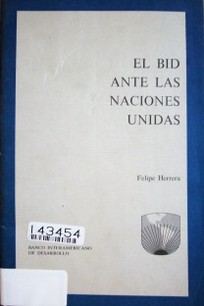 EL BID
ANTE LAS
NACIONES
UNIDAS
Felipe Herrera
143454
BANCO INTERAMERICANO
DE DESARROLLO